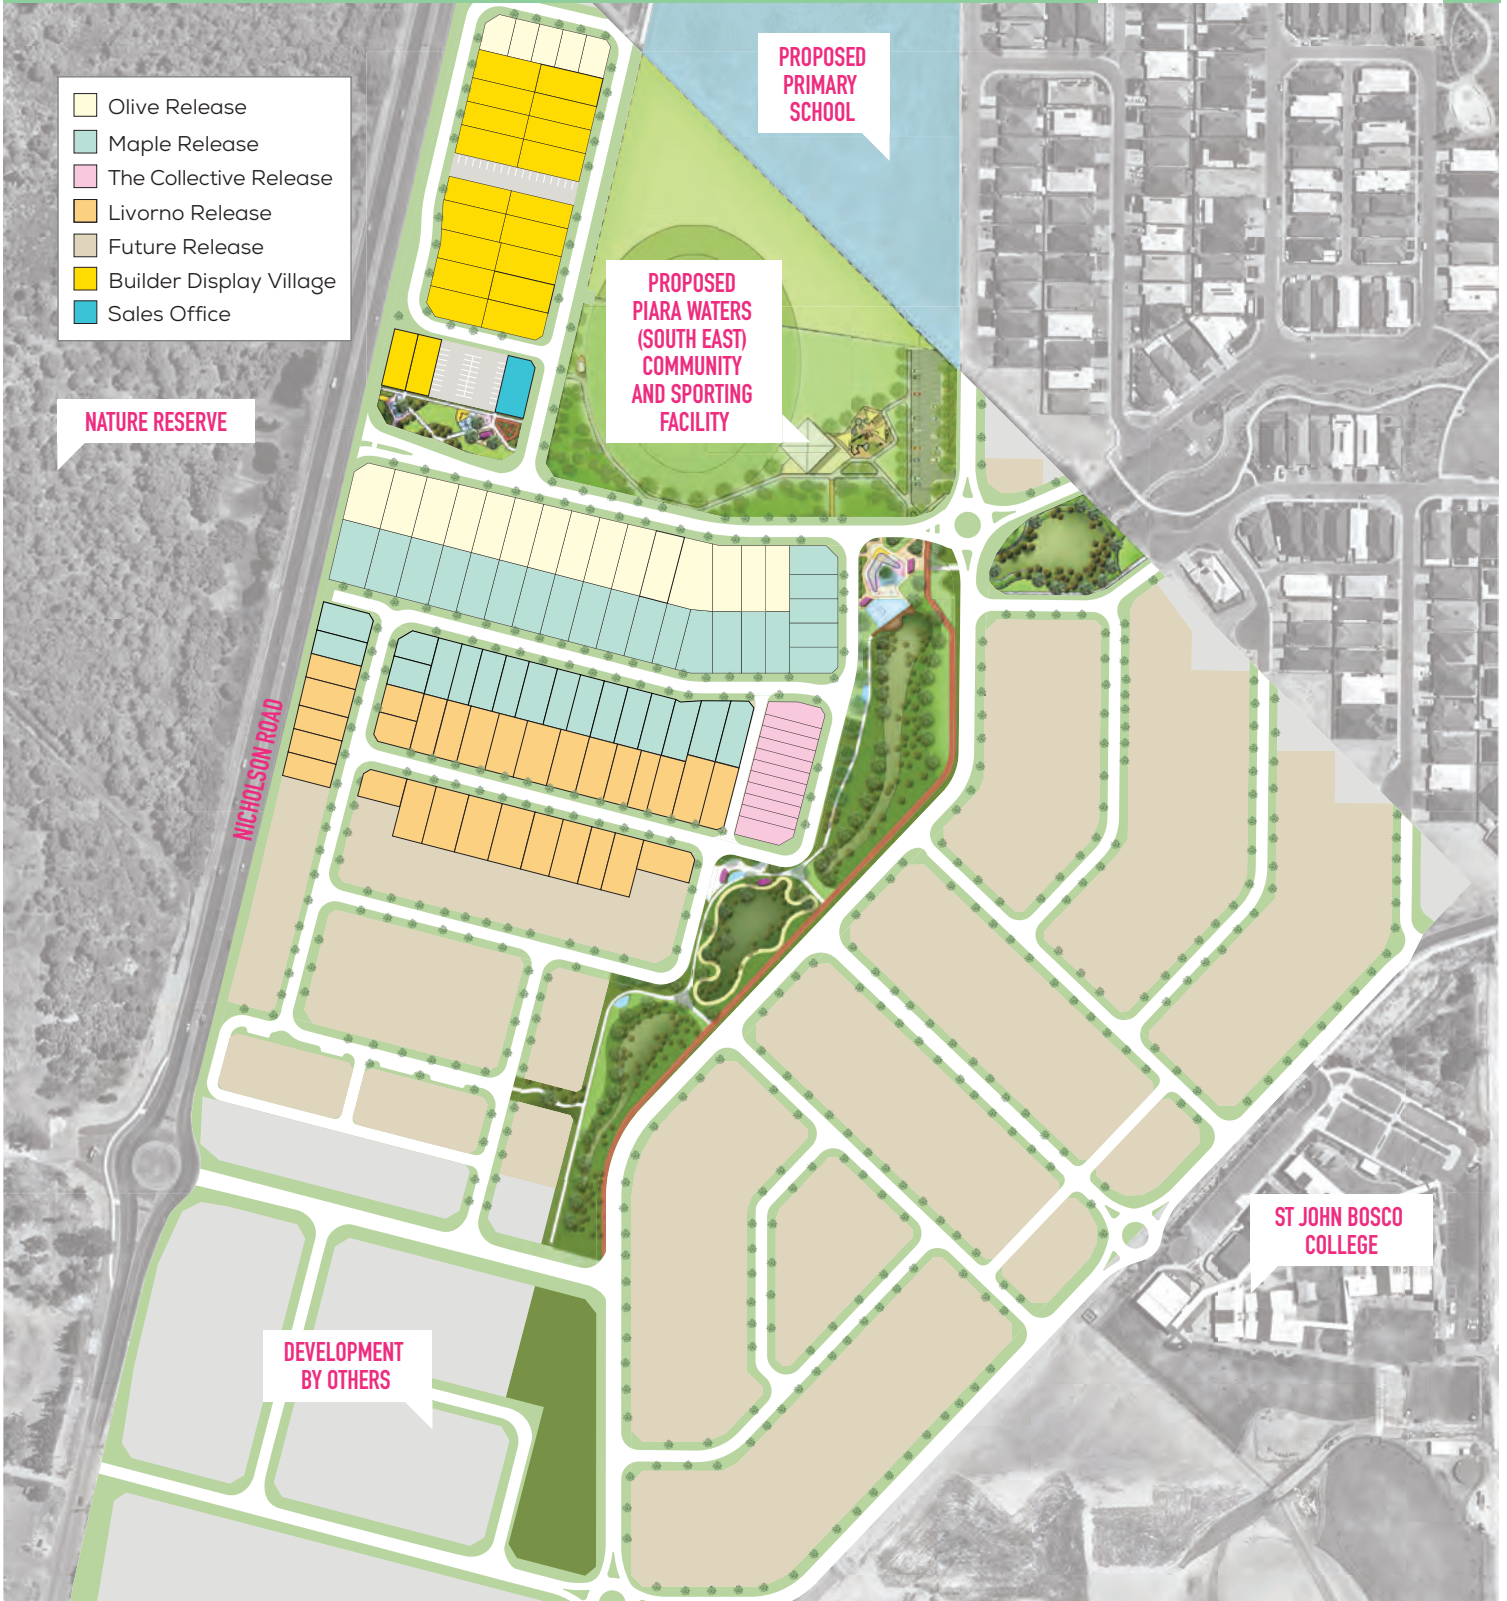 PROPOSED
PRIMARY
SCHOOL
Olive Release
Maple Release
The Collective Release
Livorno Release
Future Release
Builder Display Village
Sales Office
PROPOSED
PIARA WATERS
(SOUTH EAST)
COMMUNITY
AND SPORTING
FACILITY
NATURE RESERVE
NICHOLSON ROAD
ST JOHN BOSCO
COLLEGE
DEVELOPMENT
BY OTHERS